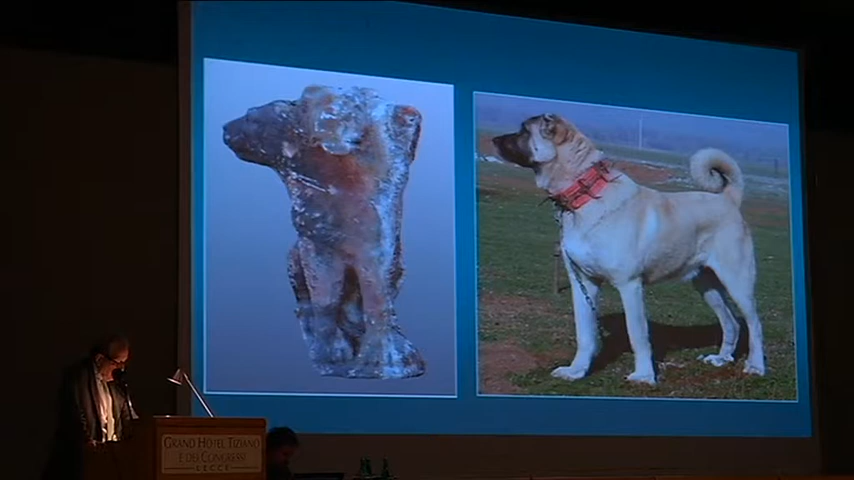 GRAND HOTEL TIZIANO
E DEI CONGRESSI
LECCE